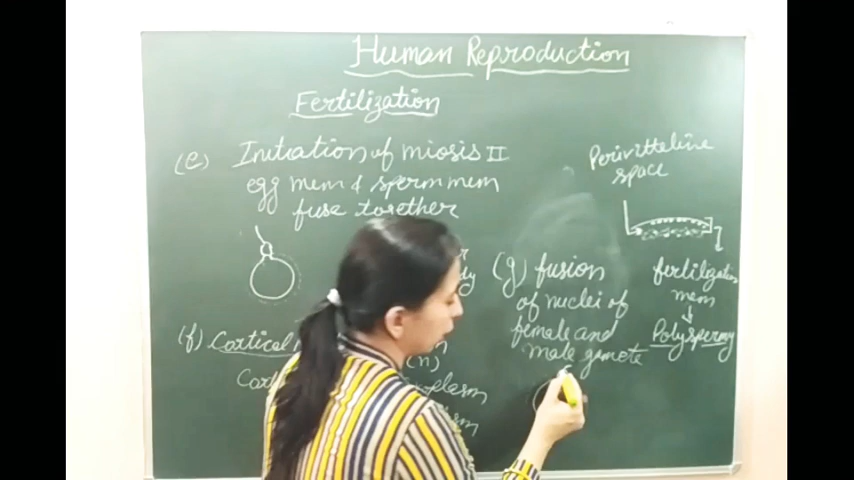 Human Reproduction
Fertilization
(e) Initiation of miosis II
egg mem & sperm mem
fuse together
(f) Cortical
(n)
Perivitteline
space
(g) fusion
of nuclei of
female and
male gamete
fertilization
mem
Polyspermy